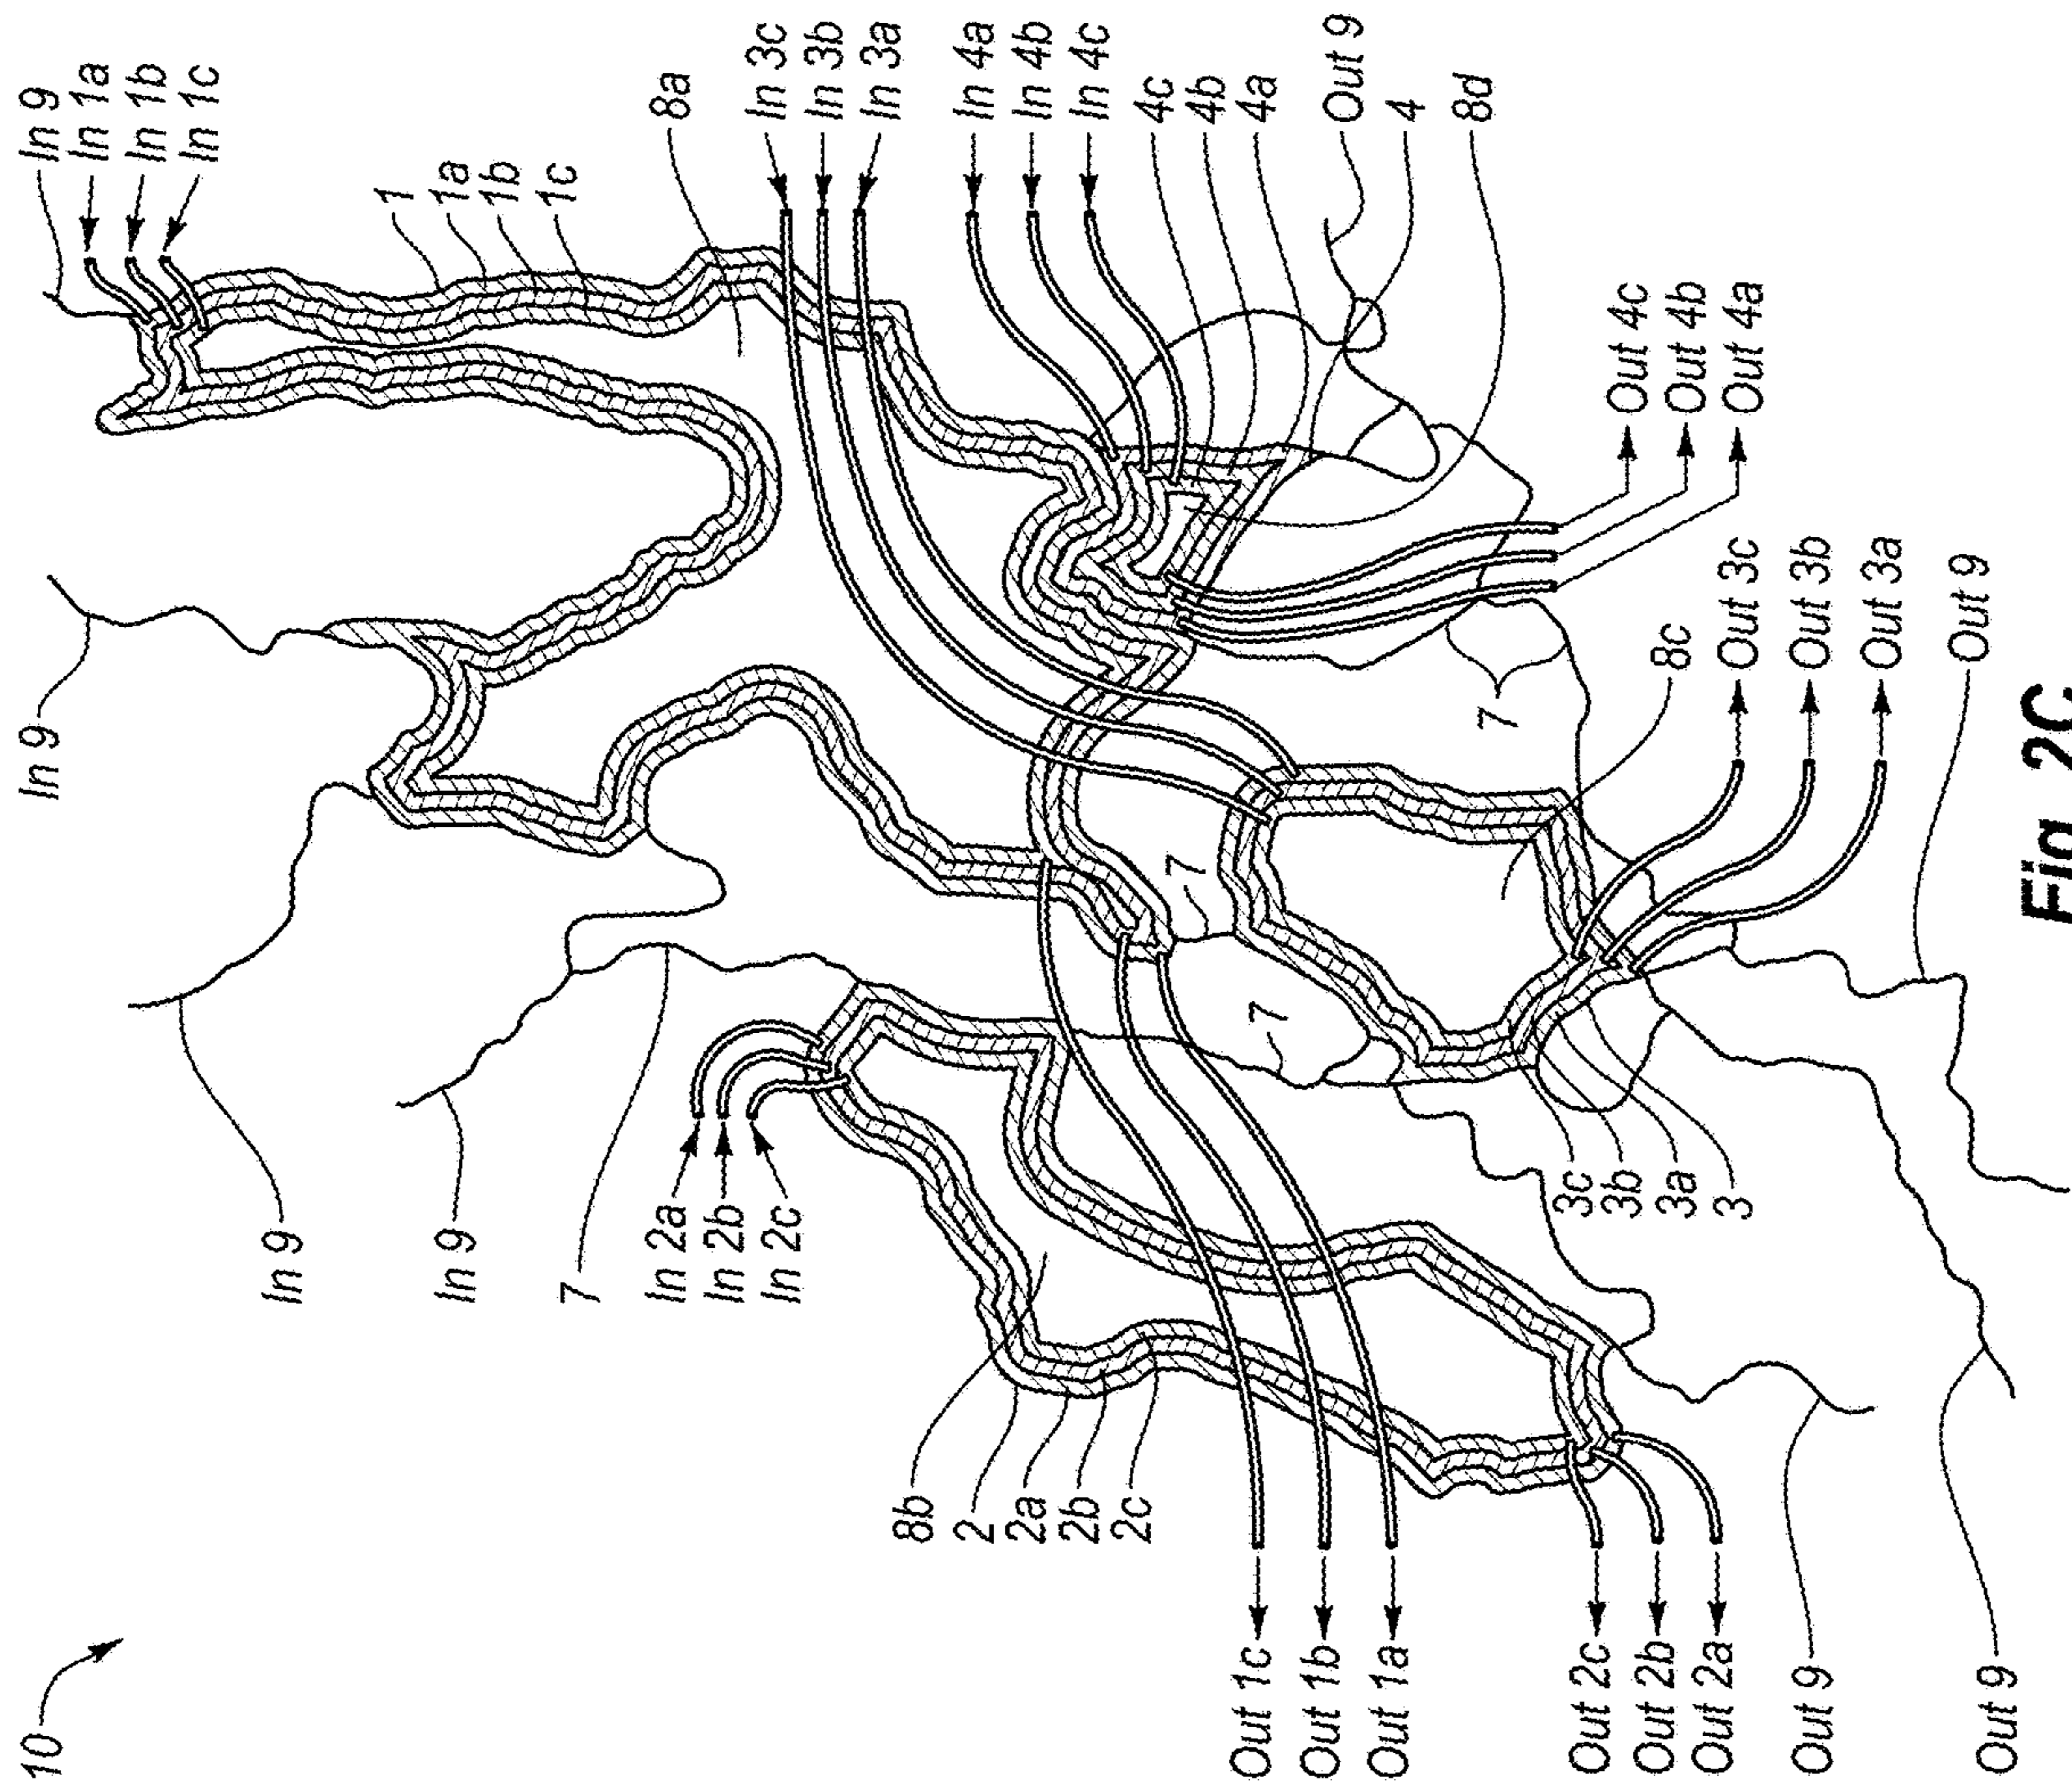 10
In 9
In 9
In 9
In 9
In 1a
In 1b
In 1c
1
1a
1b
1c
8a
In 3c
In 3b
In 3a
In 4a
In 4b
In 4c
4c
4b
4a
Out 9
4
8d
Out 4c
Out 4b
Out 4a
7
In 2a
In 2b
In 2c
7
7
7
8c
Out 3c
Out 3b
Out 3a
Out 9
8b
2
2a
2b
2c
3c
3b
3a
3
Out 1c
Out 1b
Out 1a
Out 2c
Out 2b
Out 2a
Out 9
Out 9
Fig. 2C